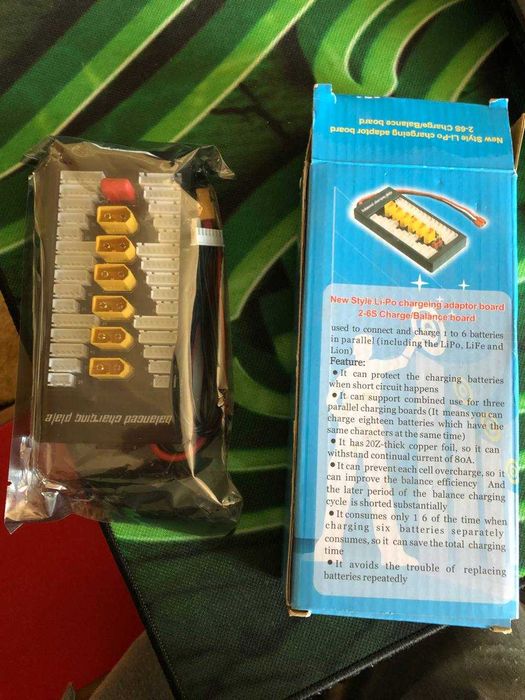 New Style Li-Po chargeing adaptor board
2-6S Charge/Balance board
balanced charging plate
New Style Li-Po chargeing adaptor board
2-6S Charge/Balance board
used to connect and charge 1 to 6 batteries
in parallel (including the LiPo, LiFe and
Lion)
Feature:
● It can protect the charging batteries
when short circuit happens
● It can support combined use for three
parallel charging boards (It means you can
charge eighteen batteries which have the
same characters at the same time)
● It has 20Z-thick copper foil, so it can
withstand continual current of 80A.
● It can prevent each cell overcharge, so it
can improve the balance efficiency And
the later period of the balance charging
cycle is shorted substantially
● It consumes only 1 6 of the time when
charging six batteries separately
consumes, so it can save the total charging
time
● It avoids the trouble of replacing
batteries repeatedly
balanced charging plate